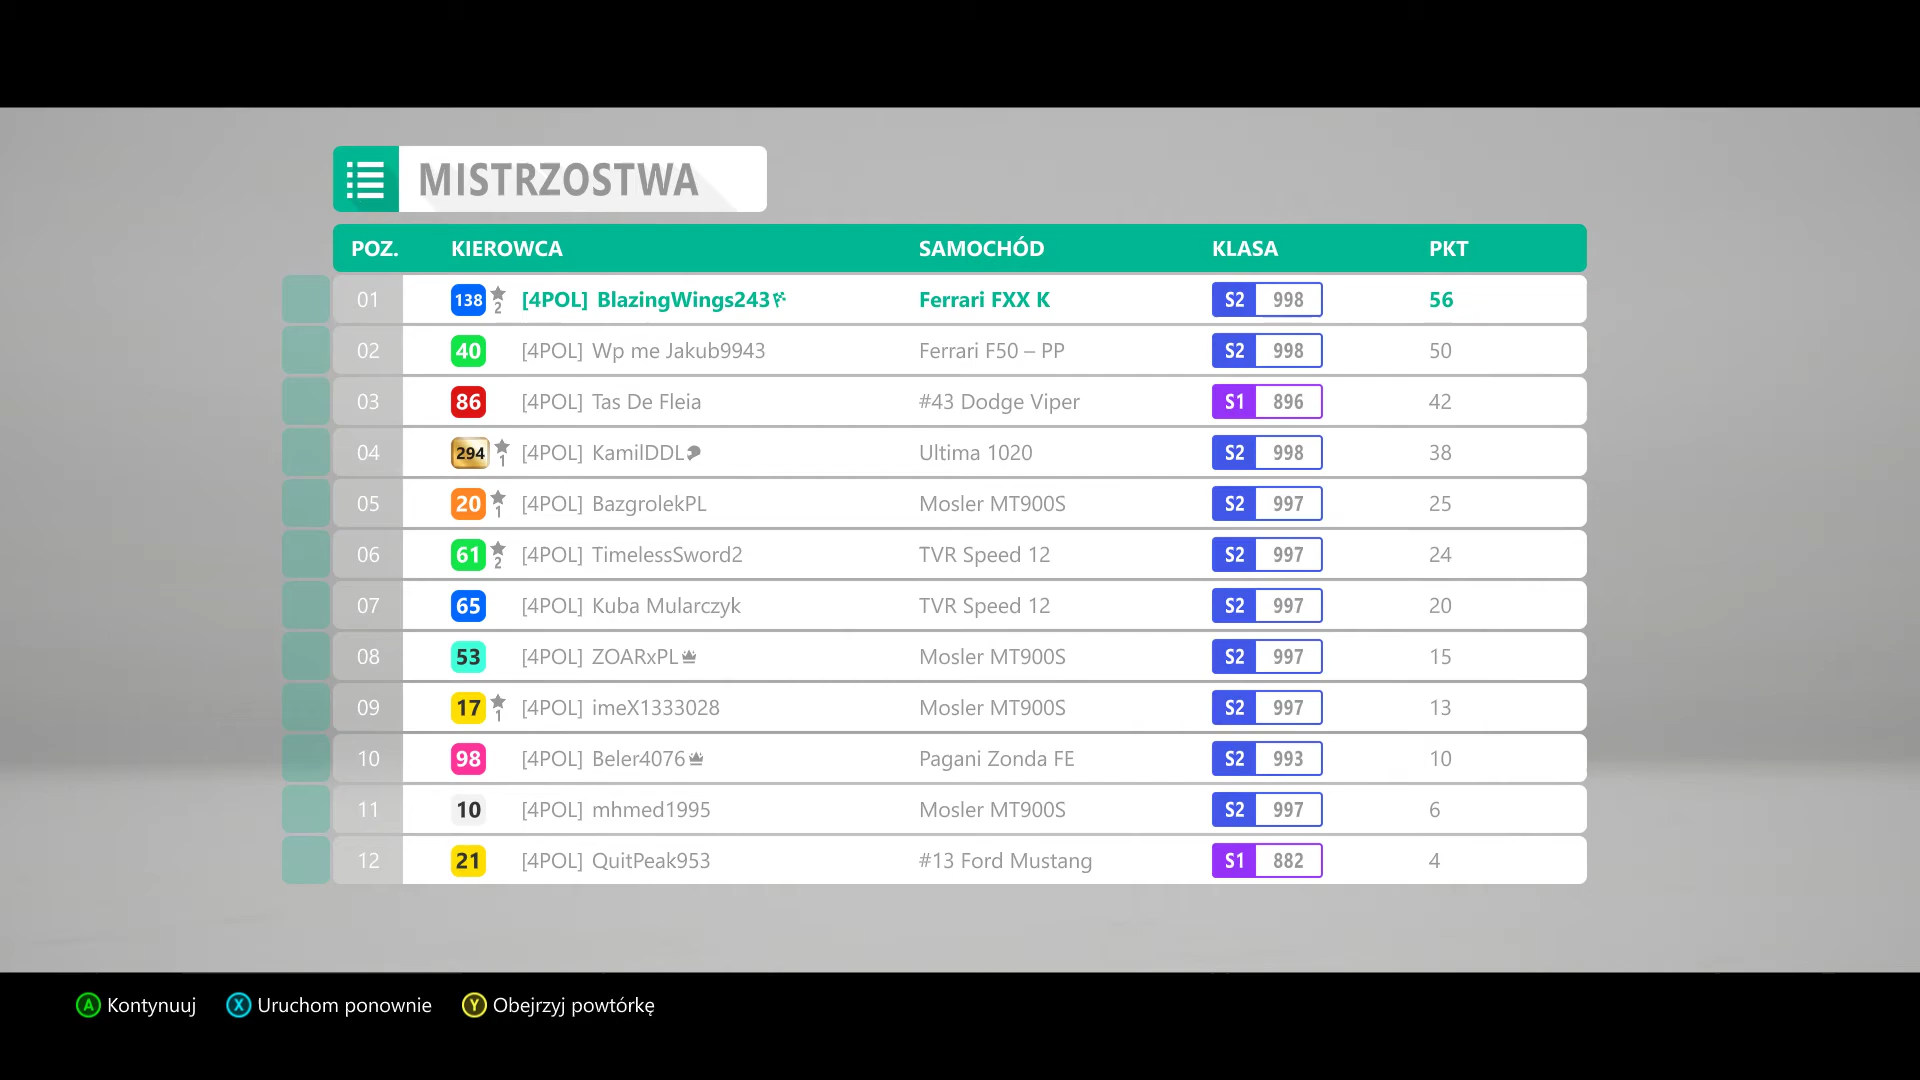 MISTRZOSTWA
POZ. KIEROWCA SAMOCHÓD KLASA PKT
01 138 2 [4POL] BlazingWings243 Ferrari FXX K S2 998 56
02 40 [4POL] Wp me Jakub9943 Ferrari F50 – PP S2 998 50
03 86 [4POL] Tas De Fleia #43 Dodge Viper S1 896 42
04 294 1 [4POL] KamilDDL Ultima 1020 S2 998 38
05 20 1 [4POL] BazgrolekPL Mosler MT900S S2 997 25
06 61 2 [4POL] TimelessSword2 TVR Speed 12 S2 997 24
07 65 [4POL] Kuba Mularczyk TVR Speed 12 S2 997 20
08 53 [4POL] ZOARxPL Mosler MT900S S2 997 15
09 17 1 [4POL] imeX1333028 Mosler MT900S S2 997 13
10 98 [4POL] Beler4076 Pagani Zonda FE S2 993 10
11 10 [4POL] mhmed1995 Mosler MT900S S2 997 6
12 21 [4POL] QuitPeak953 #13 Ford Mustang S1 882 4
A Kontynuuj X Uruchom ponownie Y Obejrzyj powtórkę